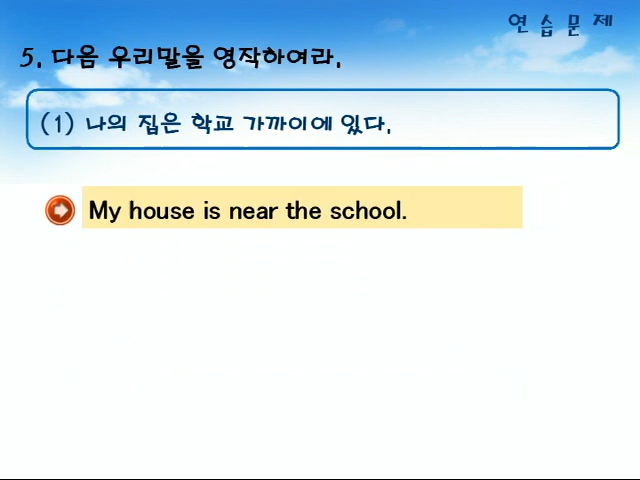 연습문제
5. 다음 우리말을 영작하여라.
(1) 나의 집은 학교 가까이에 있다.
My house is near the school.